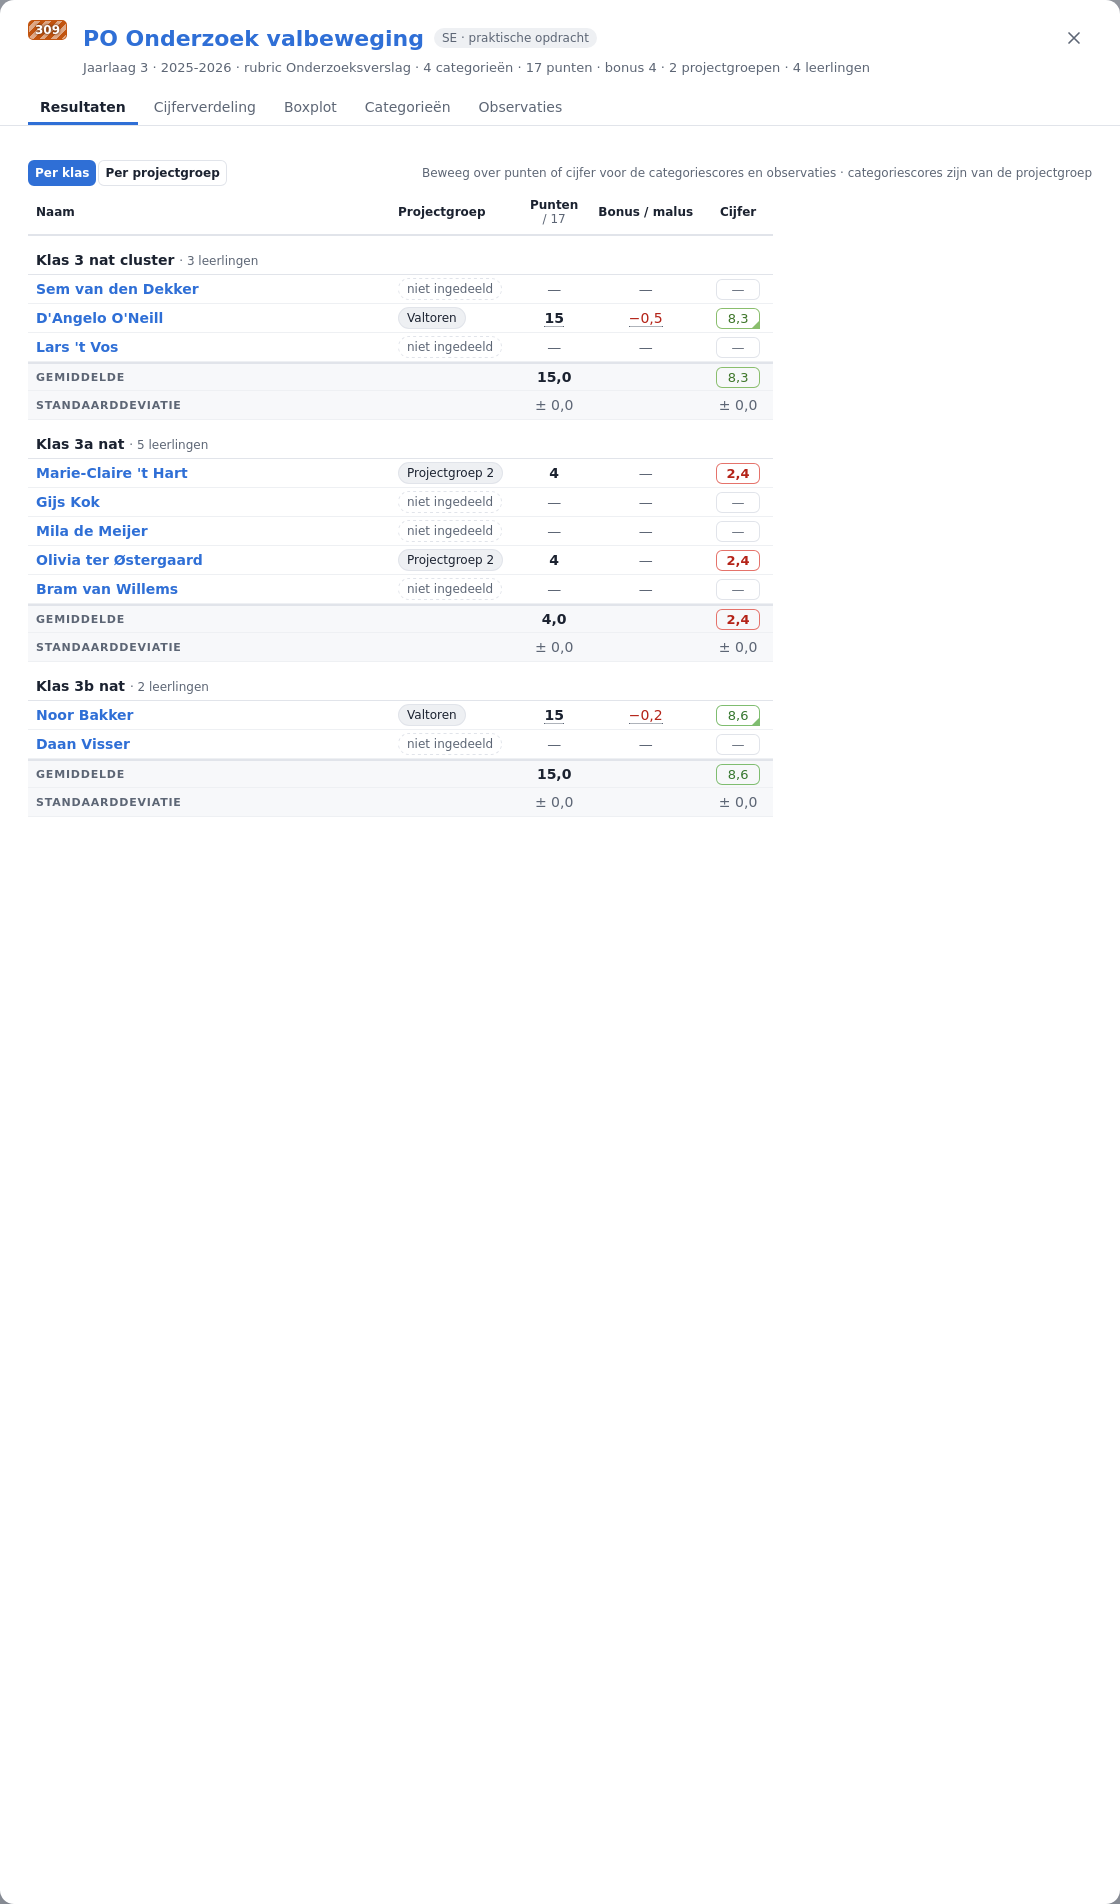 309
PO Onderzoek valbeweging SE · praktische opdracht
Jaarlaag 3 · 2025-2026 · rubric Onderzoeksverslag · 4 categorieën · 17 punten · bonus 4 · 2 projectgroepen · 4 leerlingen
Resultaten Cijferverdeling Boxplot Categorieën Observaties
Per klas Per projectgroep Beweeg over punten of cijfer voor de categoriescores en observaties · categoriescores zijn van de projectgroep
Naam Projectgroep Punten / 17 Bonus / malus Cijfer
Klas 3 nat cluster · 3 leerlingen
Sem van den Dekker niet ingedeeld — — —
D'Angelo O'Neill Valtoren 15 −0,5 8,3
Lars 't Vos niet ingedeeld — — —
GEMIDDELDE 15,0 8,3
STANDAARDDEVIATIE ± 0,0 ± 0,0
Klas 3a nat · 5 leerlingen
Marie-Claire 't Hart Projectgroep 2 4 — 2,4
Gijs Kok niet ingedeeld — — —
Mila de Meijer niet ingedeeld — — —
Olivia ter Østergaard Projectgroep 2 4 — 2,4
Bram van Willems niet ingedeeld — — —
GEMIDDELDE 4,0 2,4
STANDAARDDEVIATIE ± 0,0 ± 0,0
Klas 3b nat · 2 leerlingen
Noor Bakker Valtoren 15 −0,2 8,6
Daan Visser niet ingedeeld — — —
GEMIDDELDE 15,0 8,6
STANDAARDDEVIATIE ± 0,0 ± 0,0